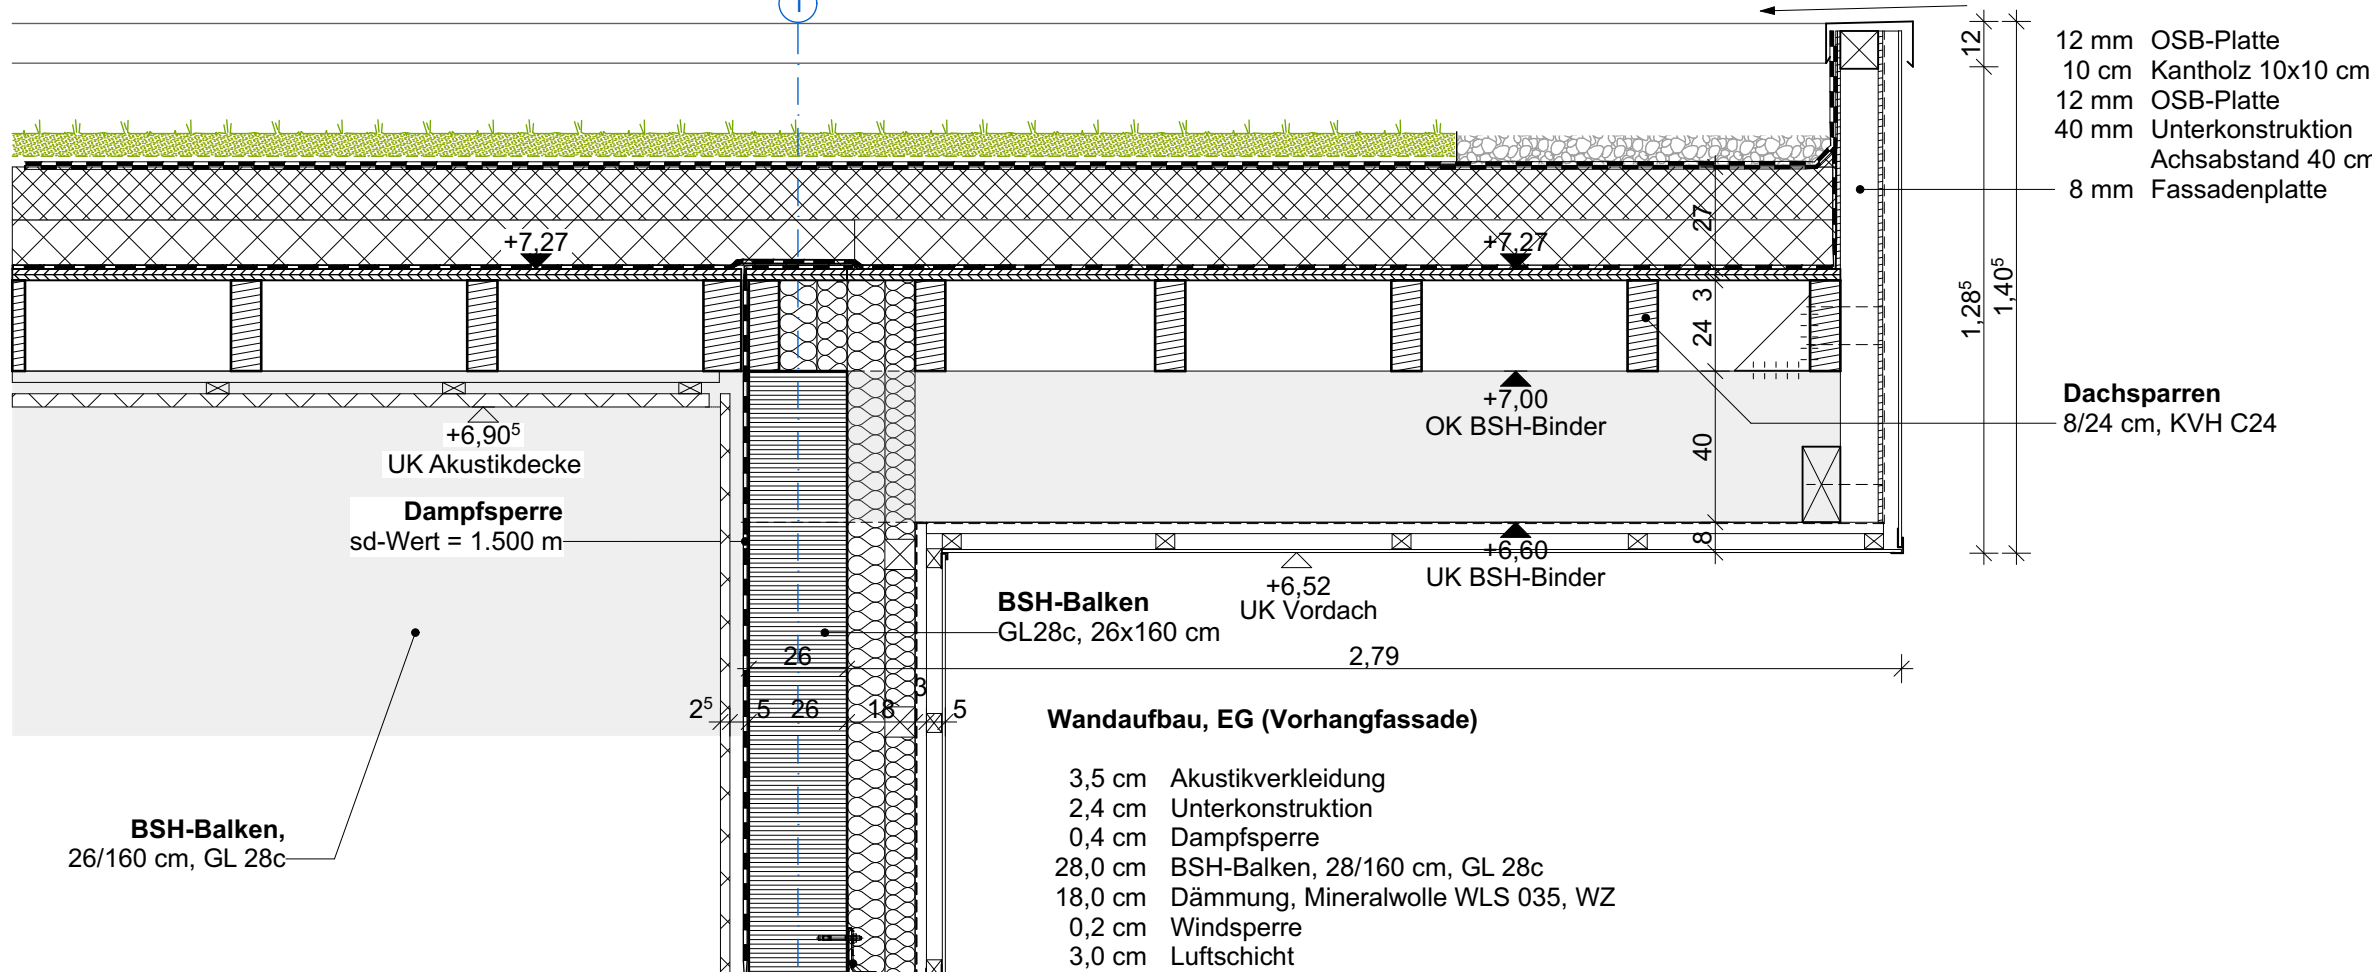 1
12
12 mm OSB-Platte
10 cm Kantholz 10x10 cm
12 mm OSB-Platte
40 mm Unterkonstruktion
Achsabstand 40 cm
8 mm Fassadenplatte
+7,27
+7,27
27
3
24
1,28⁵
1,40⁵
+7,00
OK BSH-Binder
Dachsparren
8/24 cm, KVH C24
+6,90⁵
UK Akustikdecke
40
Dampfsperre
sd-Wert = 1.500 m
8
+6,60
UK BSH-Binder
+6,52
UK Vordach
BSH-Balken
GL28c, 26x160 cm
26
2,79
2⁵
5
26
18
3
5
Wandaufbau, EG (Vorhangfassade)
3,5 cm Akustikverkleidung
2,4 cm Unterkonstruktion
0,4 cm Dampfsperre
28,0 cm BSH-Balken, 28/160 cm, GL 28c
18,0 cm Dämmung, Mineralwolle WLS 035, WZ
0,2 cm Windsperre
3,0 cm Luftschicht
BSH-Balken,
26/160 cm, GL 28c